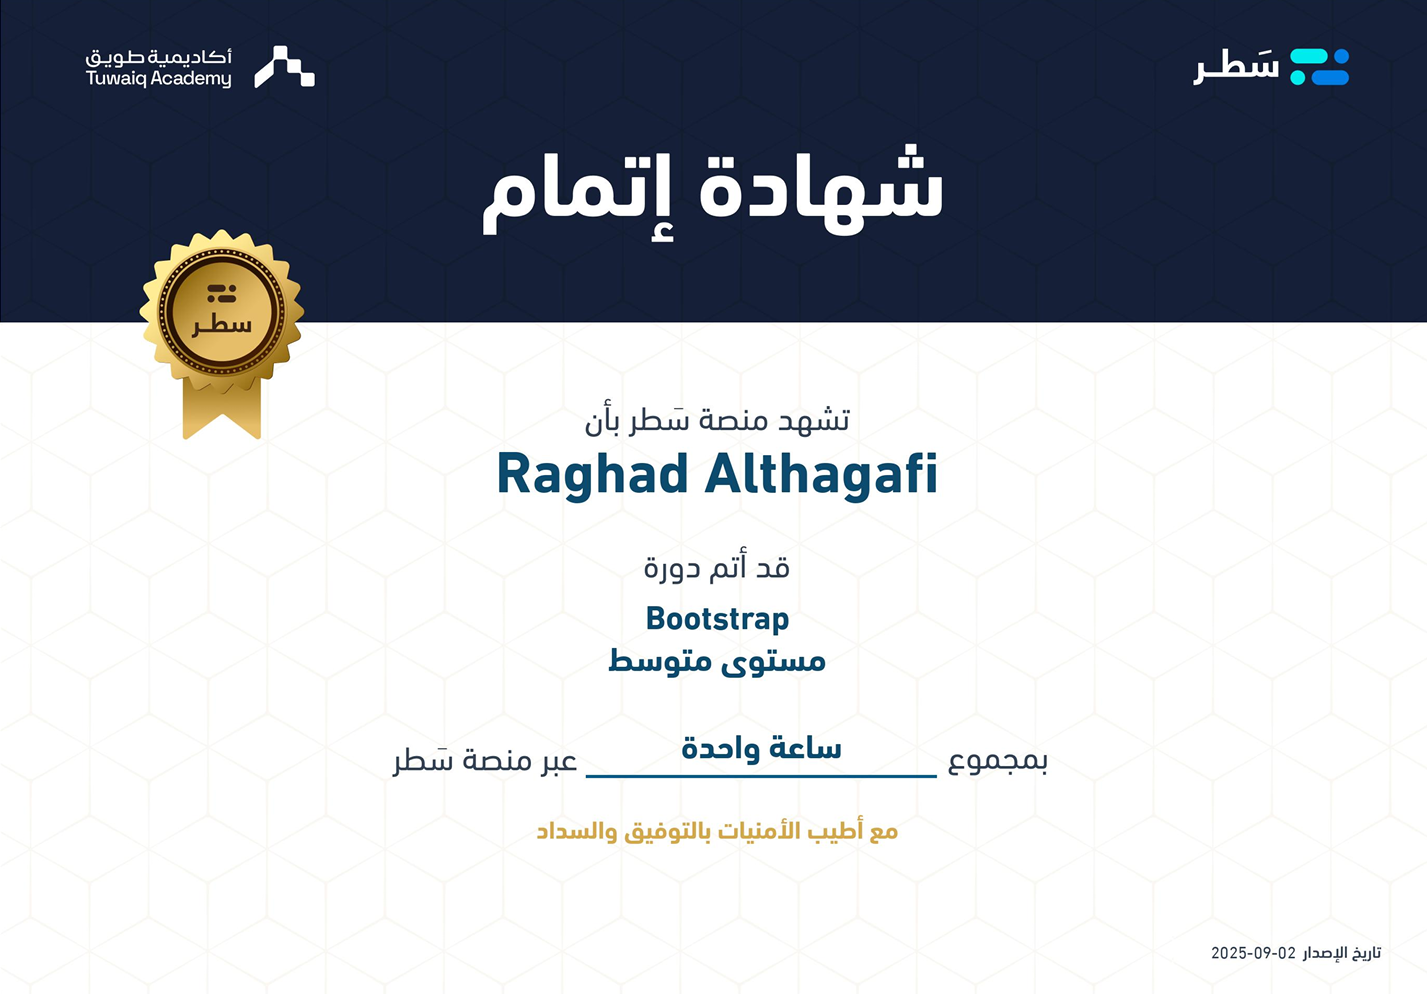 سَطر
أكاديمية طويق
Tuwaiq Academy
شهادة إتمام
سطر
تشهد منصة سَطر بأن
Raghad Althagafi
قد أتم دورة
Bootstrap
مستوى متوسط
بمجموع ساعة واحدة عبر منصة سَطر
مع أطيب الأمنيات بالتوفيق والسداد
تاريخ الإصدار 2025-09-02